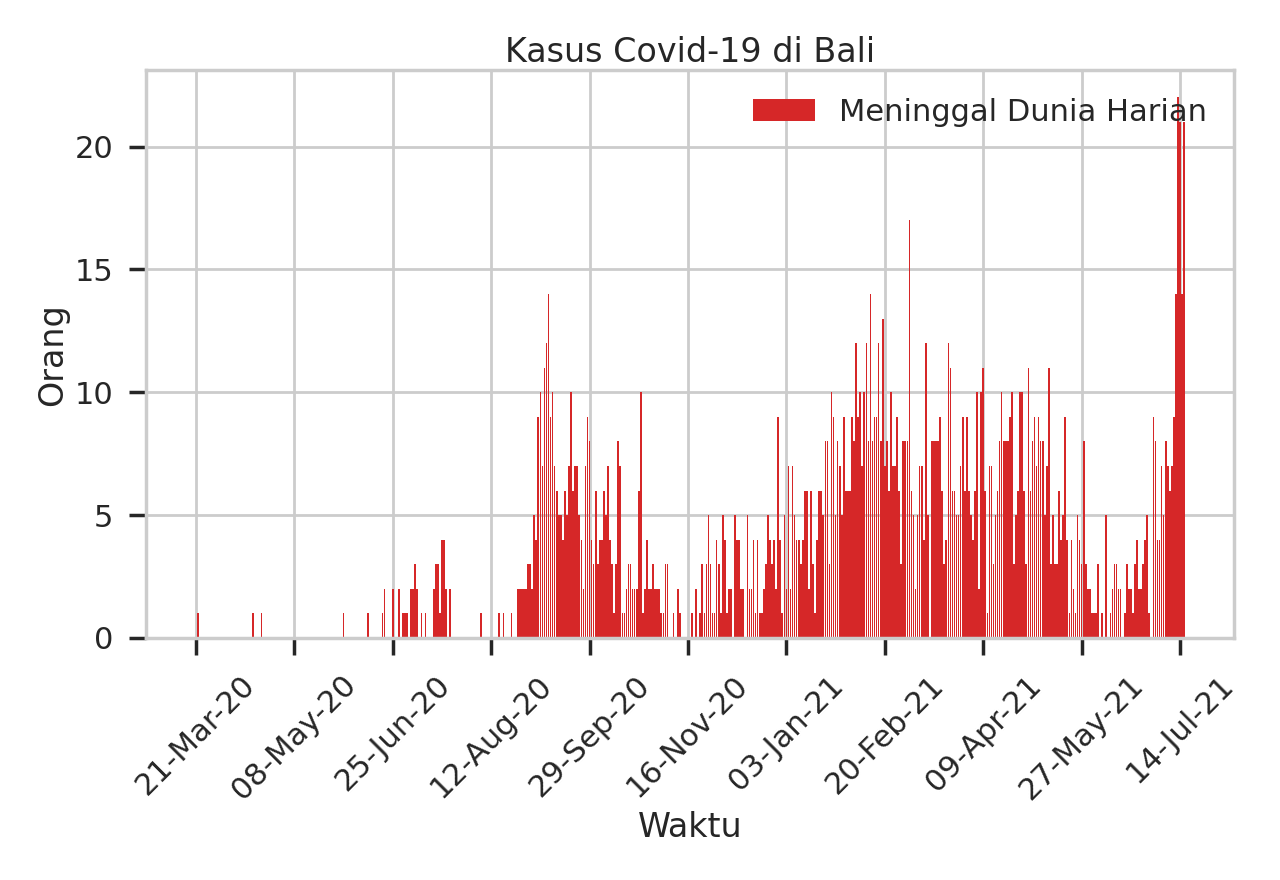 Kasus Covid-19 di Bali
Meninggal Dunia Harian
20
15
10
5
0
Orang
21-Mar-20
08-May-20
25-Jun-20
12-Aug-20
29-Sep-20
16-Nov-20
03-Jan-21
20-Feb-21
09-Apr-21
27-May-21
14-Jul-21
Waktu